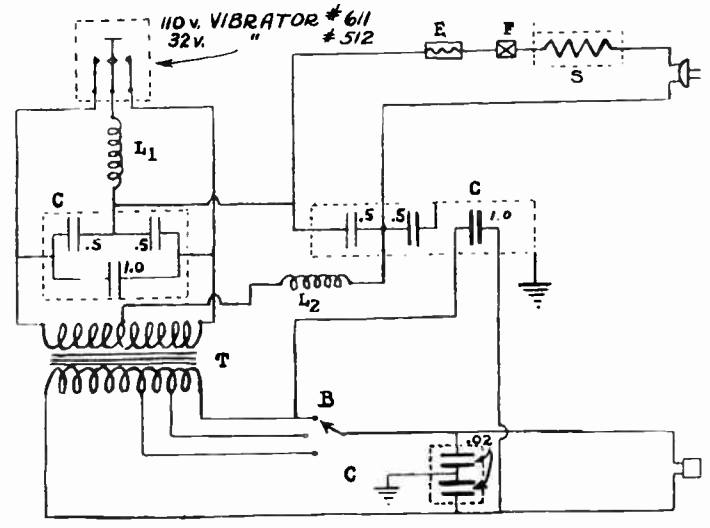 110 v. VIBRATOR #611
32 v. " #512
E
F
S
L1
C
.5
.5
1.0
.5
.5
C
1.0
L2
T
B
C
.02